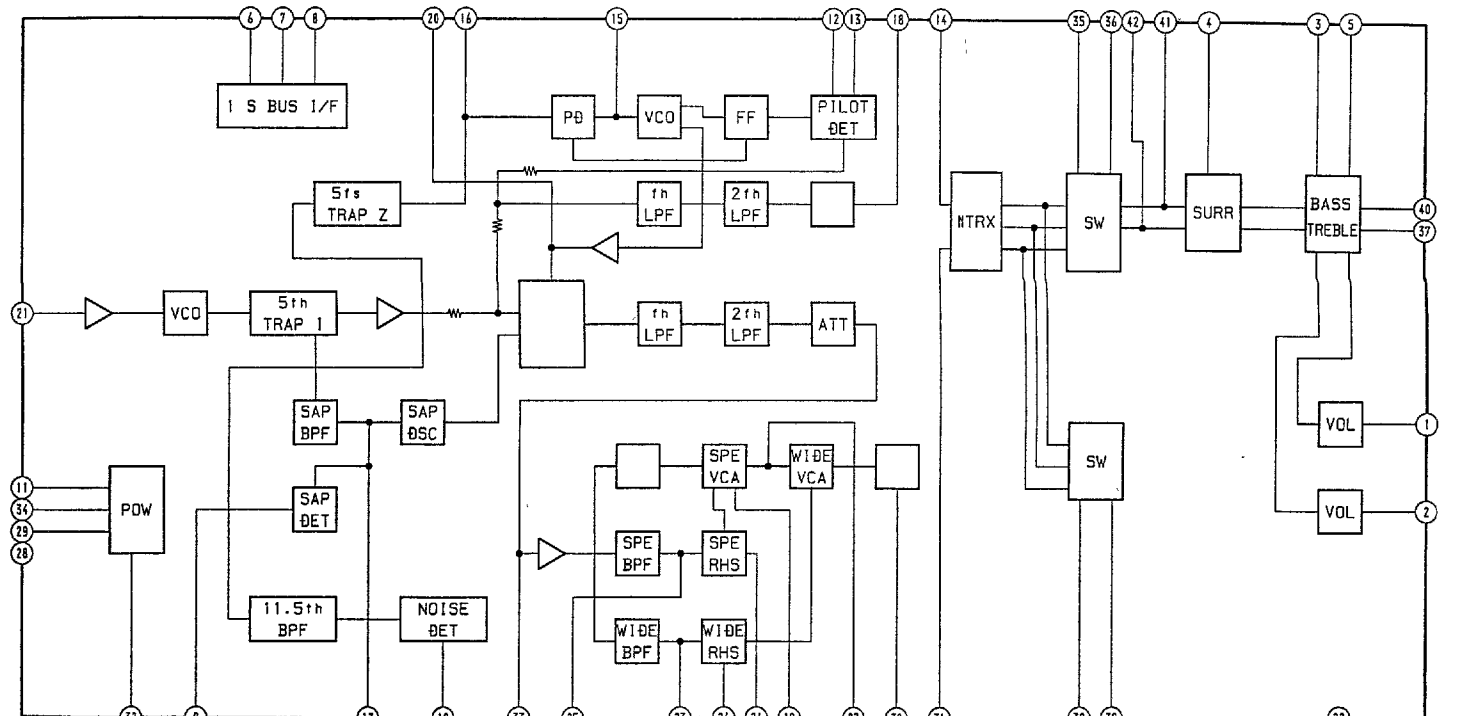 6 7 8 20 16 15 12 13 18 14 35 36 42 41 4 3 5
I S BUS I/F
PD
VCO
FF
PILOT
DET
5fs
TRAP Z
fh
LPF
2fh
LPF
MTRX
SW
SURR
BASS
TREBLE
40
37
21
VCO
5th
TRAP 1
fh
LPF
2fh
LPF
ATT
SAP
BPF
SAP
DSC
VOL
1
SPE
VCA
WIDE
VCA
SW
11
34
29
28
POW
SAP
DET
VOL
2
SPE
BPF
SPE
RHS
11.5th
BPF
NOISE
DET
WIDE
BPF
WIDE
RHS